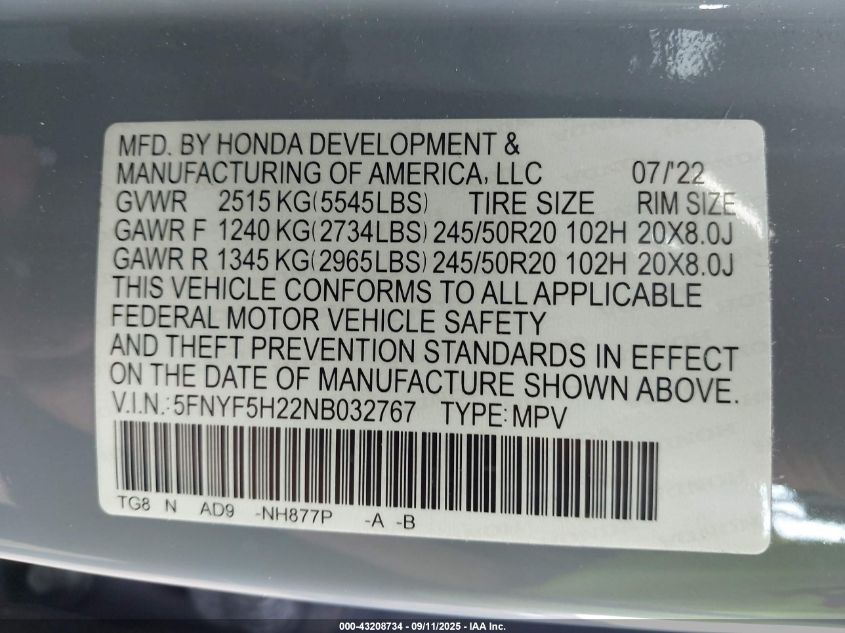 MFD. BY HONDA DEVELOPMENT &
MANUFACTURING OF AMERICA, LLC 07/'22
GVWR 2515 KG(5545LBS) TIRE SIZE RIM SIZE
GAWR F 1240 KG(2734LBS) 245/50R20 102H 20X8.0J
GAWR R 1345 KG(2965LBS) 245/50R20 102H 20X8.0J
THIS VEHICLE CONFORMS TO ALL APPLICABLE
FEDERAL MOTOR VEHICLE SAFETY
AND THEFT PREVENTION STANDARDS IN EFFECT
ON THE DATE OF MANUFACTURE SHOWN ABOVE.
V.I.N.: 5FNYF5H22NB032767 TYPE: MPV
TG8 N AD9 -NH877P -A -B
000-43208734 - 09/11/2025 - IAA Inc.